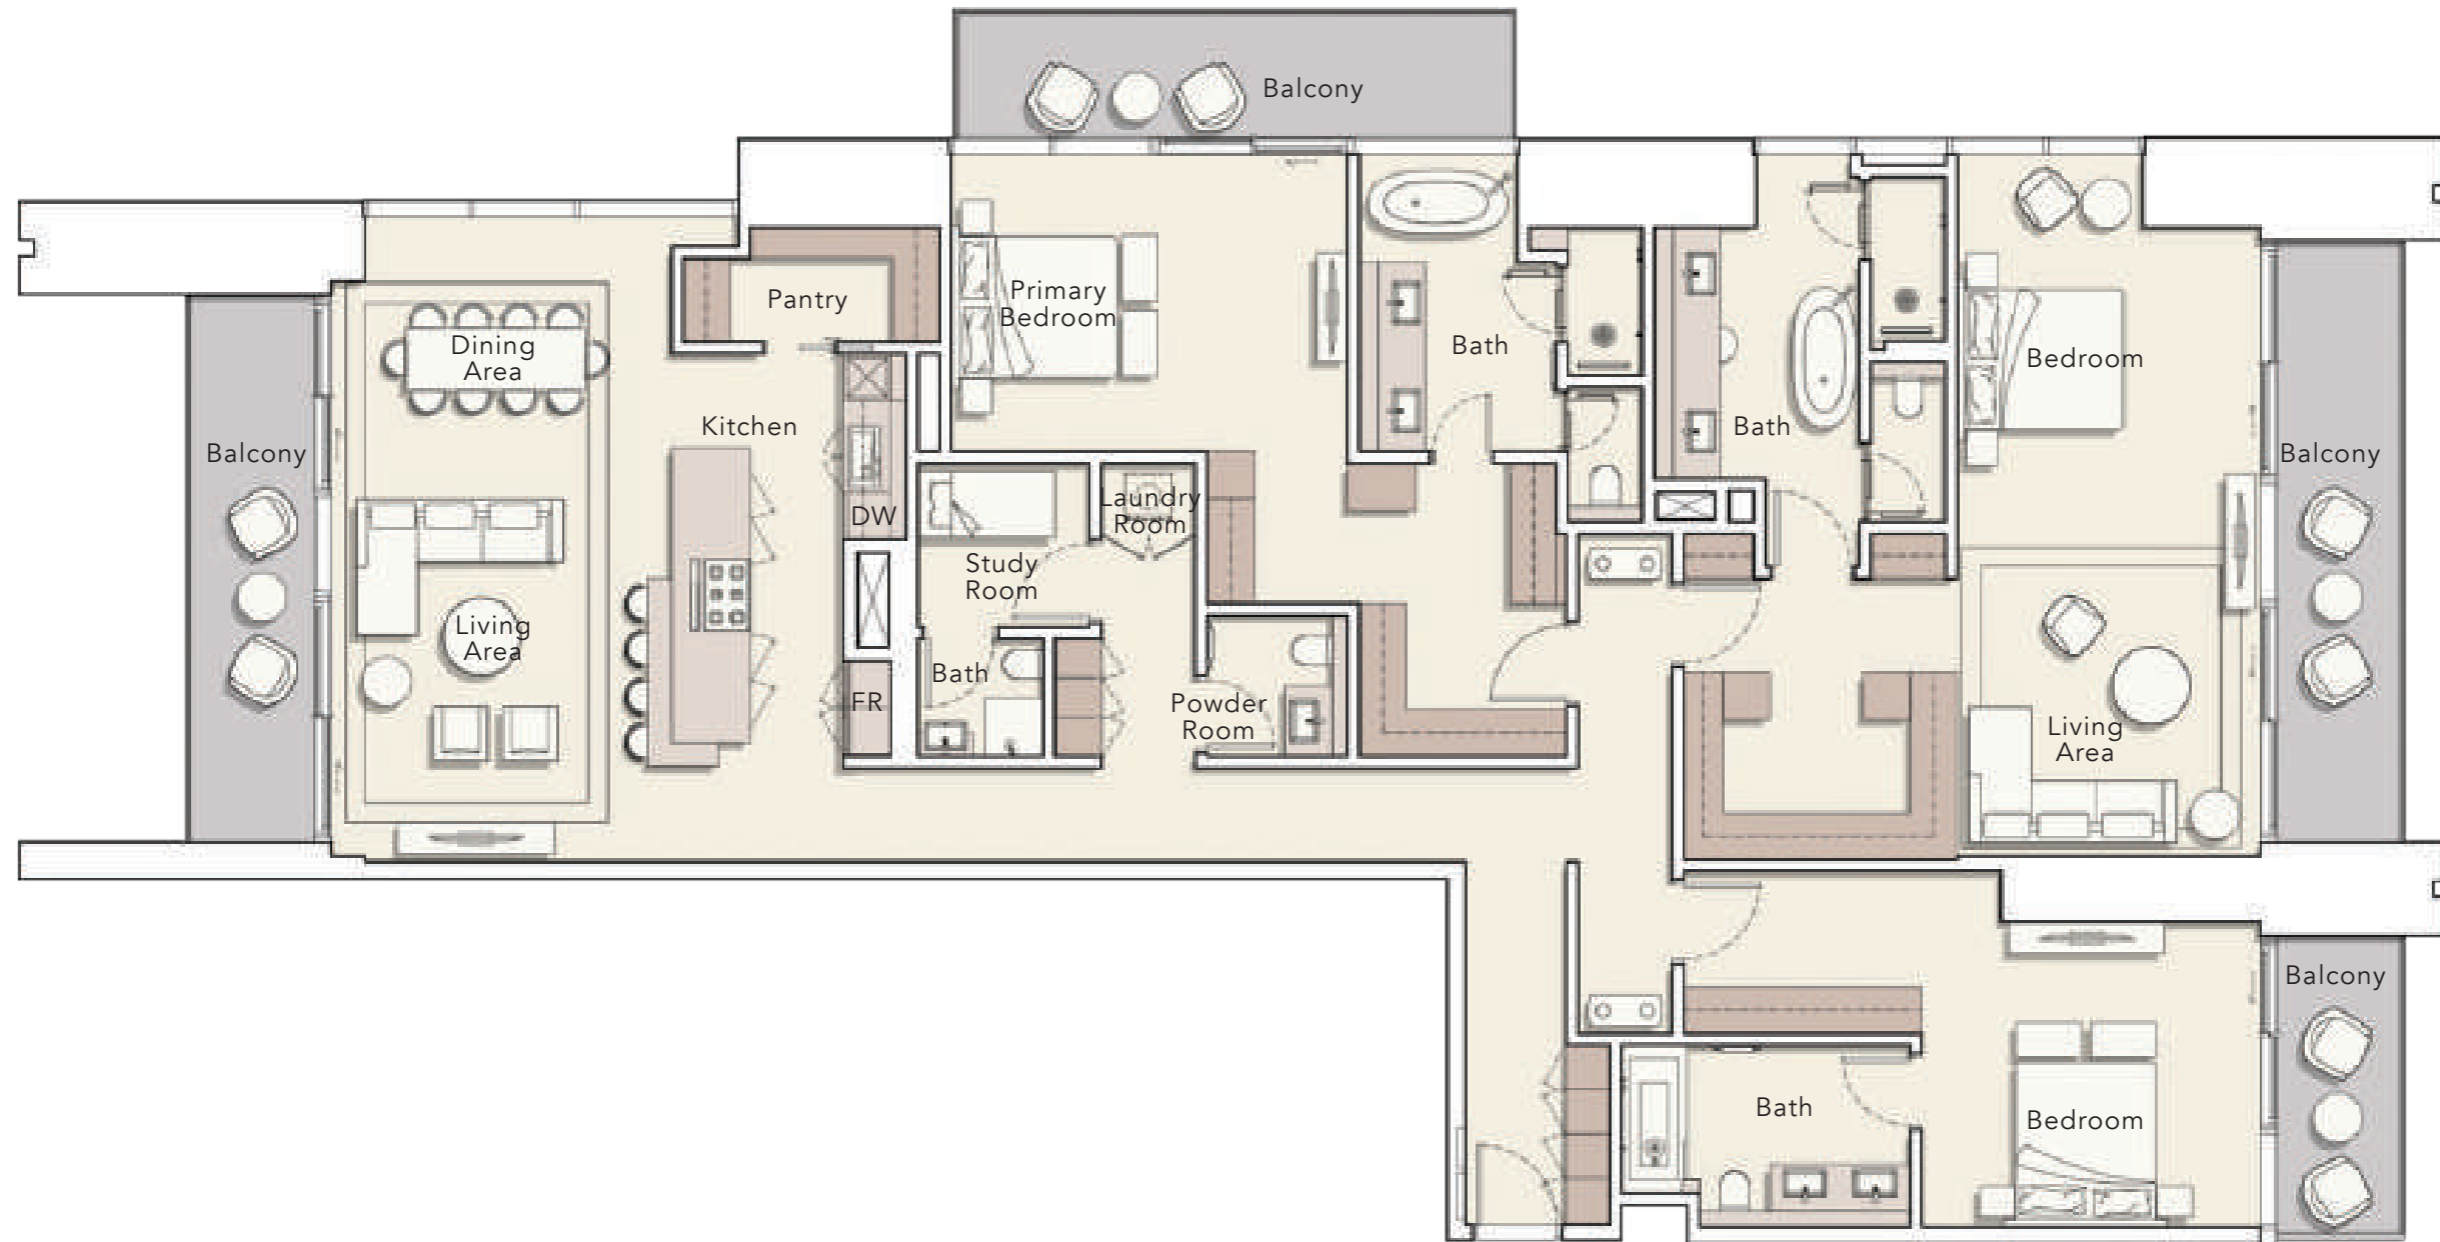 Balcony
Primary
Bedroom
Pantry
Dining
Area
Bath
Bedroom
Kitchen
Bath
Balcony
Balcony
Laundry
Room
DW
Study
Room
Living
Area
Bath
FR
Powder
Room
Living
Area
Balcony
Bath
Bedroom